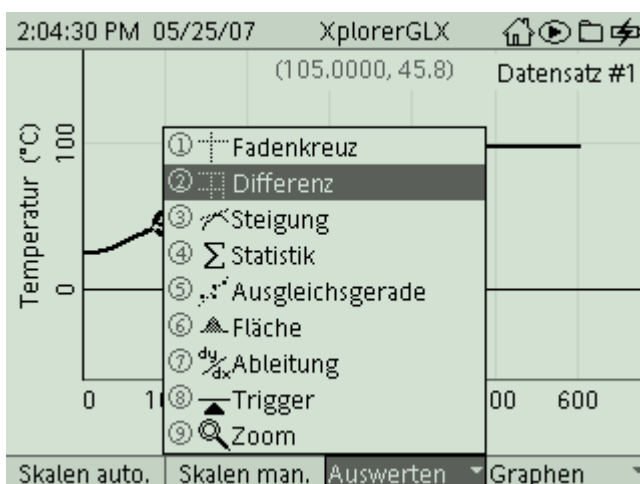 2:04:30 PM 05/25/07 XplorerGLX
(105.0000, 45.8) Datensatz #1
Temperatur (°C)
100
0
① Fadenkreuz
② Differenz
③ Steigung
④ Statistik
⑤ Ausgleichsgerade
⑥ Fläche
⑦ dy/dx Ableitung
⑧ Trigger
⑨ Zoom
0 600
Skalen auto. Skalen man. Auswerten Graphen